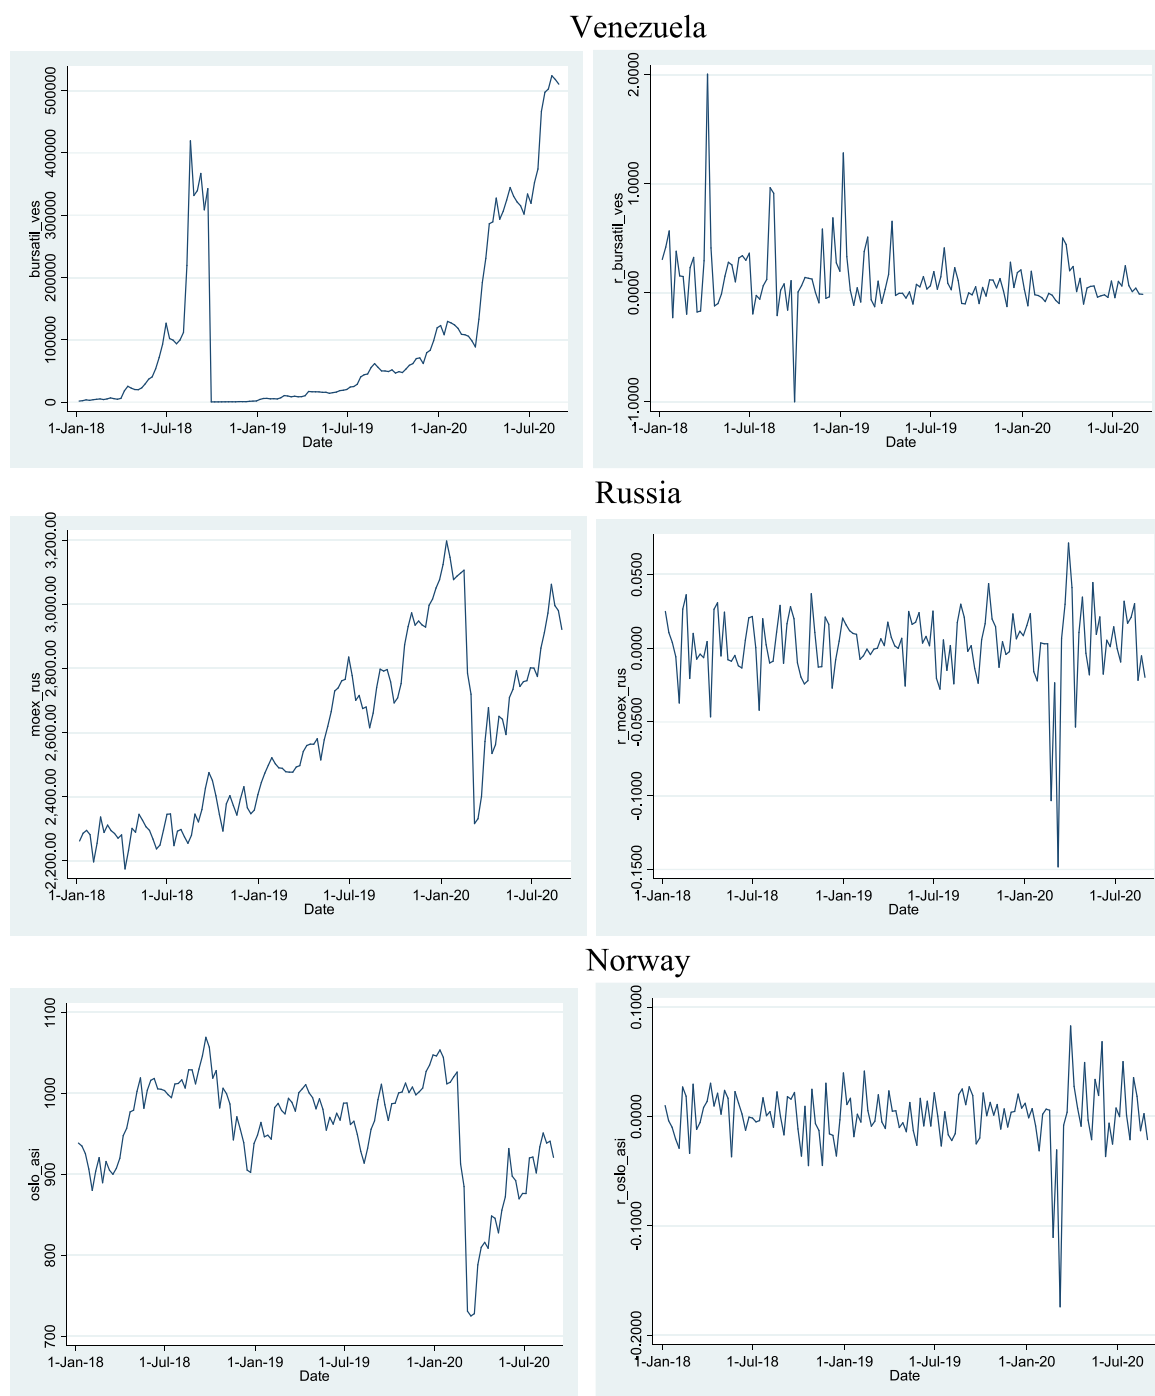 Venezuela
bursatil_ves
500000
400000
300000
200000
100000
0
1-Jan-18 1-Jul-18 1-Jan-19 1-Jul-19 1-Jan-20 1-Jul-20
Date
r_bursatil_ves
2.0000
1.0000
0.0000
-1.0000
1-Jan-18 1-Jul-18 1-Jan-19 1-Jul-19 1-Jan-20 1-Jul-20
Date
Russia
moex_rus
3,200.00
3,000.00
2,800.00
2,600.00
2,400.00
2,200.00
1-Jan-18 1-Jul-18 1-Jan-19 1-Jul-19 1-Jan-20 1-Jul-20
Date
r_moex_rus
0.0500
0.0000
-0.0500
-0.1000
-0.1500
1-Jan-18 1-Jul-18 1-Jan-19 1-Jul-19 1-Jan-20 1-Jul-20
Date
Norway
oslo_asi
1100
1000
900
800
700
1-Jan-18 1-Jul-18 1-Jan-19 1-Jul-19 1-Jan-20 1-Jul-20
Date
r_oslo_asi
0.1000
0.0000
-0.1000
-0.2000
1-Jan-18 1-Jul-18 1-Jan-19 1-Jul-19 1-Jan-20 1-Jul-20
Date